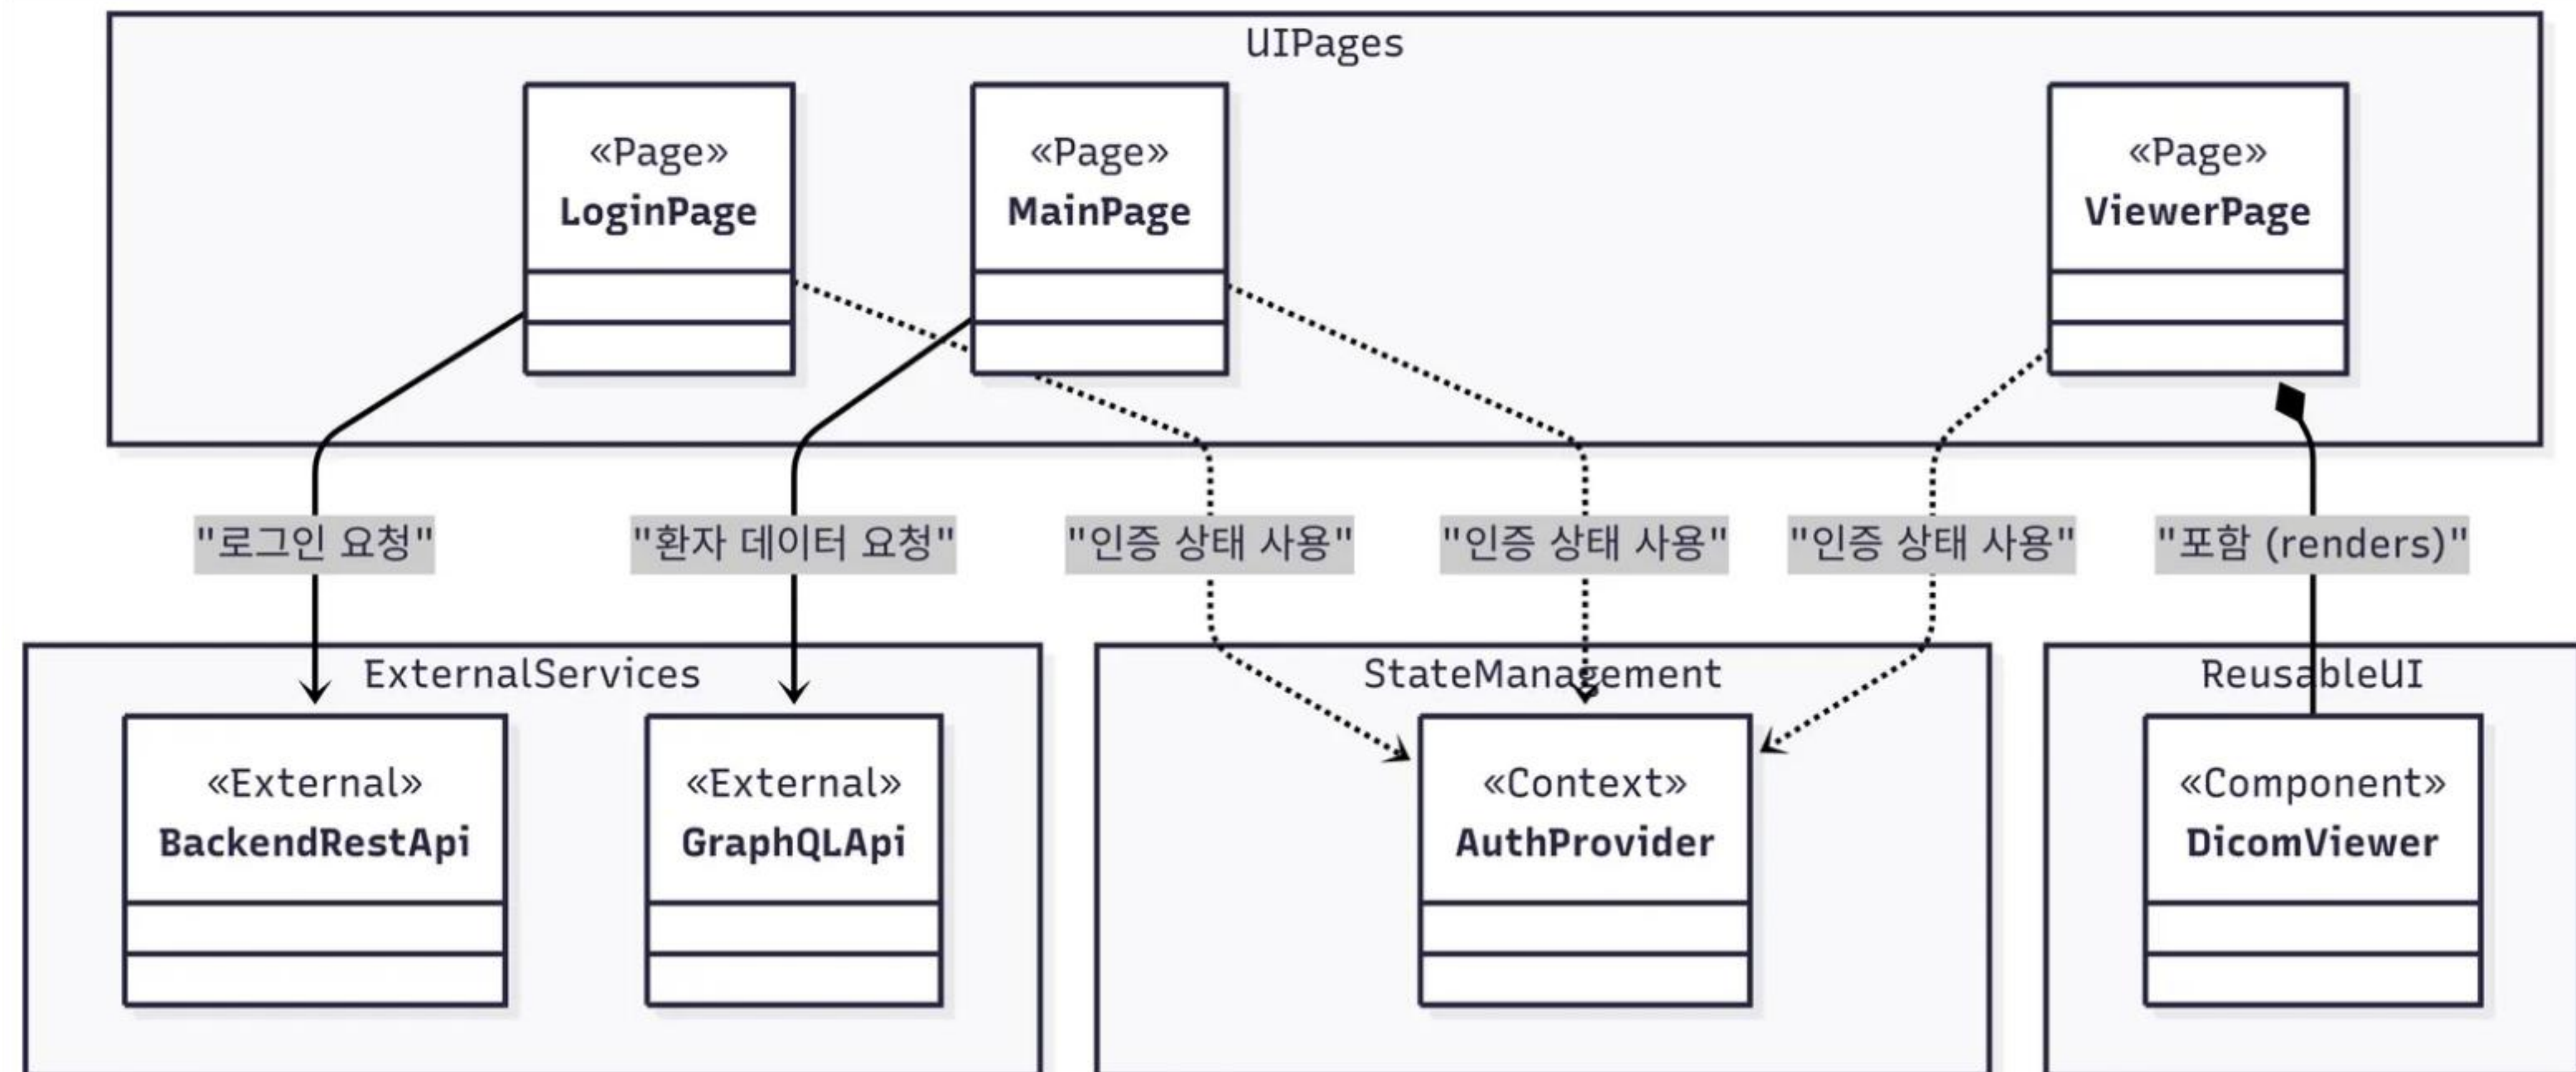 UIPages
«Page»
LoginPage
«Page»
MainPage
«Page»
ViewerPage
"로그인 요청"
"환자 데이터 요청"
"인증 상태 사용"
"인증 상태 사용"
"인증 상태 사용"
"포함 (renders)"
ExternalServices
StateManagement
ReusableUI
«External»
BackendRestApi
«External»
GraphQLApi
«Context»
AuthProvider
«Component»
DicomViewer